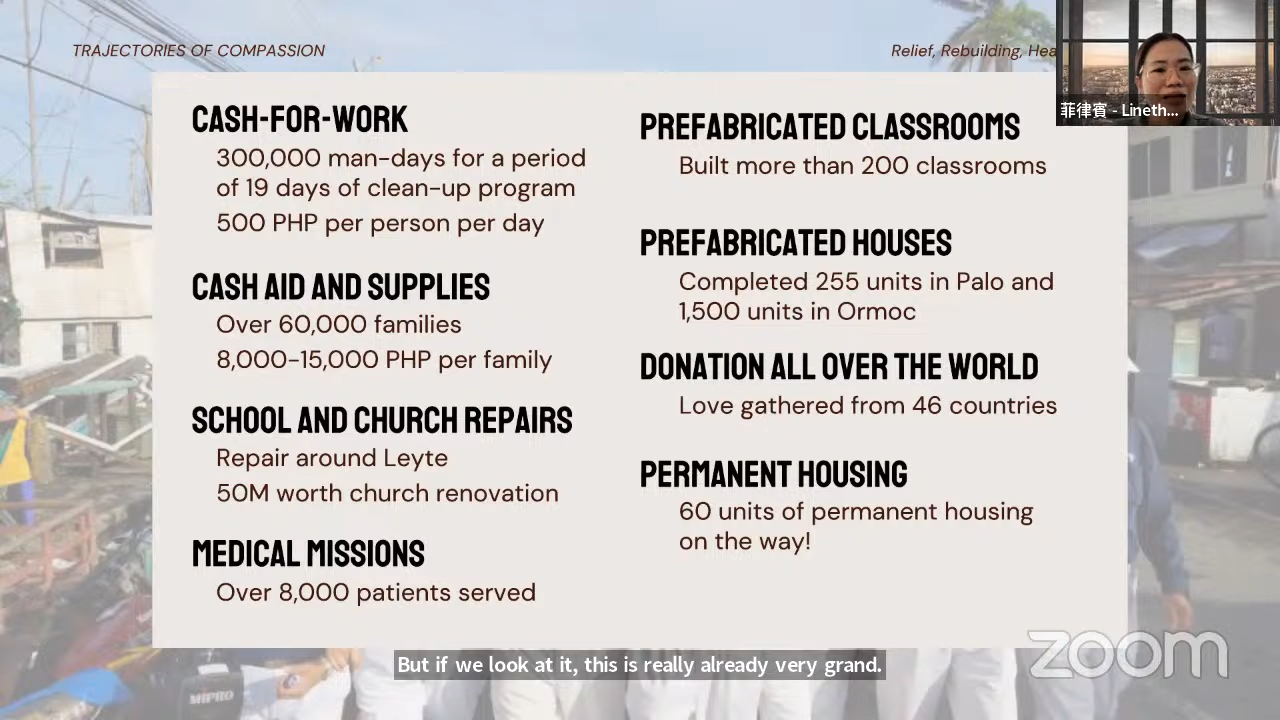 TRAJECTORIES OF COMPASSION
Relief, Rebuilding,
菲律賓 - Lineth...
CASH-FOR-WORK
300,000 man-days for a period
of 19 days of clean-up program
500 PHP per person per day
CASH AID AND SUPPLIES
Over 60,000 families
8,000-15,000 PHP per family
SCHOOL AND CHURCH REPAIRS
Repair around Leyte
50M worth church renovation
MEDICAL MISSIONS
Over 8,000 patients served
PREFABRICATED CLASSROOMS
Built more than 200 classrooms
PREFABRICATED HOUSES
Completed 255 units in Palo and
1,500 units in Ormoc
DONATION ALL OVER THE WORLD
Love gathered from 46 countries
PERMANENT HOUSING
60 units of permanent housing
on the way!
MiPRO
zoom
But if we look at it, this is really already very grand.